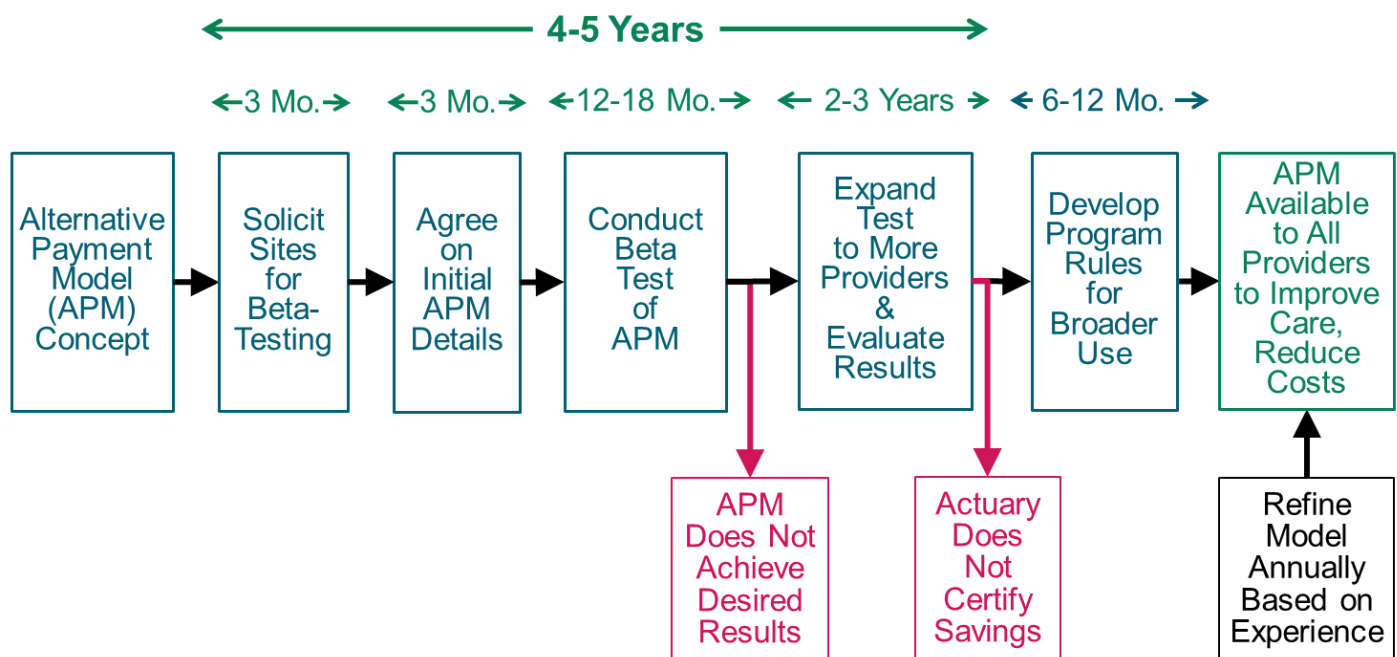 4-5 Years
3 Mo.
3 Mo.
12-18 Mo.
2-3 Years
6-12 Mo.
Alternative
Payment
Model
(APM)
Concept
Solicit
Sites
for
Beta-
Testing
Agree
on
Initial
APM
Details
Conduct
Beta
Test
of
APM
Expand
Test
to More
Providers
&
Evaluate
Results
Develop
Program
Rules
for
Broader
Use
APM
Available
to All
Providers
to Improve
Care,
Reduce
Costs
APM
Does Not
Achieve
Desired
Results
Actuary
Does
Not
Certify
Savings
Refine
Model
Annually
Based on
Experience